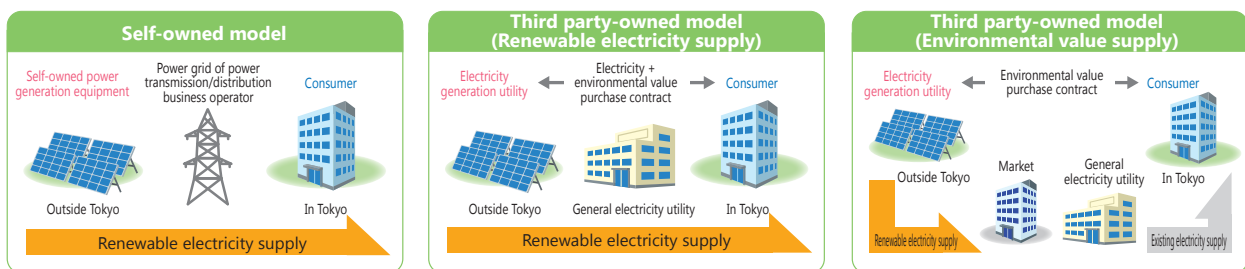 Self-owned model
Self-owned power
generation equipment
Power grid of power
transmission/distribution
business operator
Consumer
Outside Tokyo
In Tokyo
Renewable electricity supply
Third party-owned model
(Renewable electricity supply)
Electricity
generation utility
Electricity +
environmental value
purchase contract
Consumer
Outside Tokyo
General electricity utility
In Tokyo
Renewable electricity supply
Third party-owned model
(Environmental value supply)
Electricity
generation utility
Environmental value
purchase contract
Consumer
Outside Tokyo
Market
General
electricity utility
In Tokyo
Renewable electricity supply
Existing electricity supply